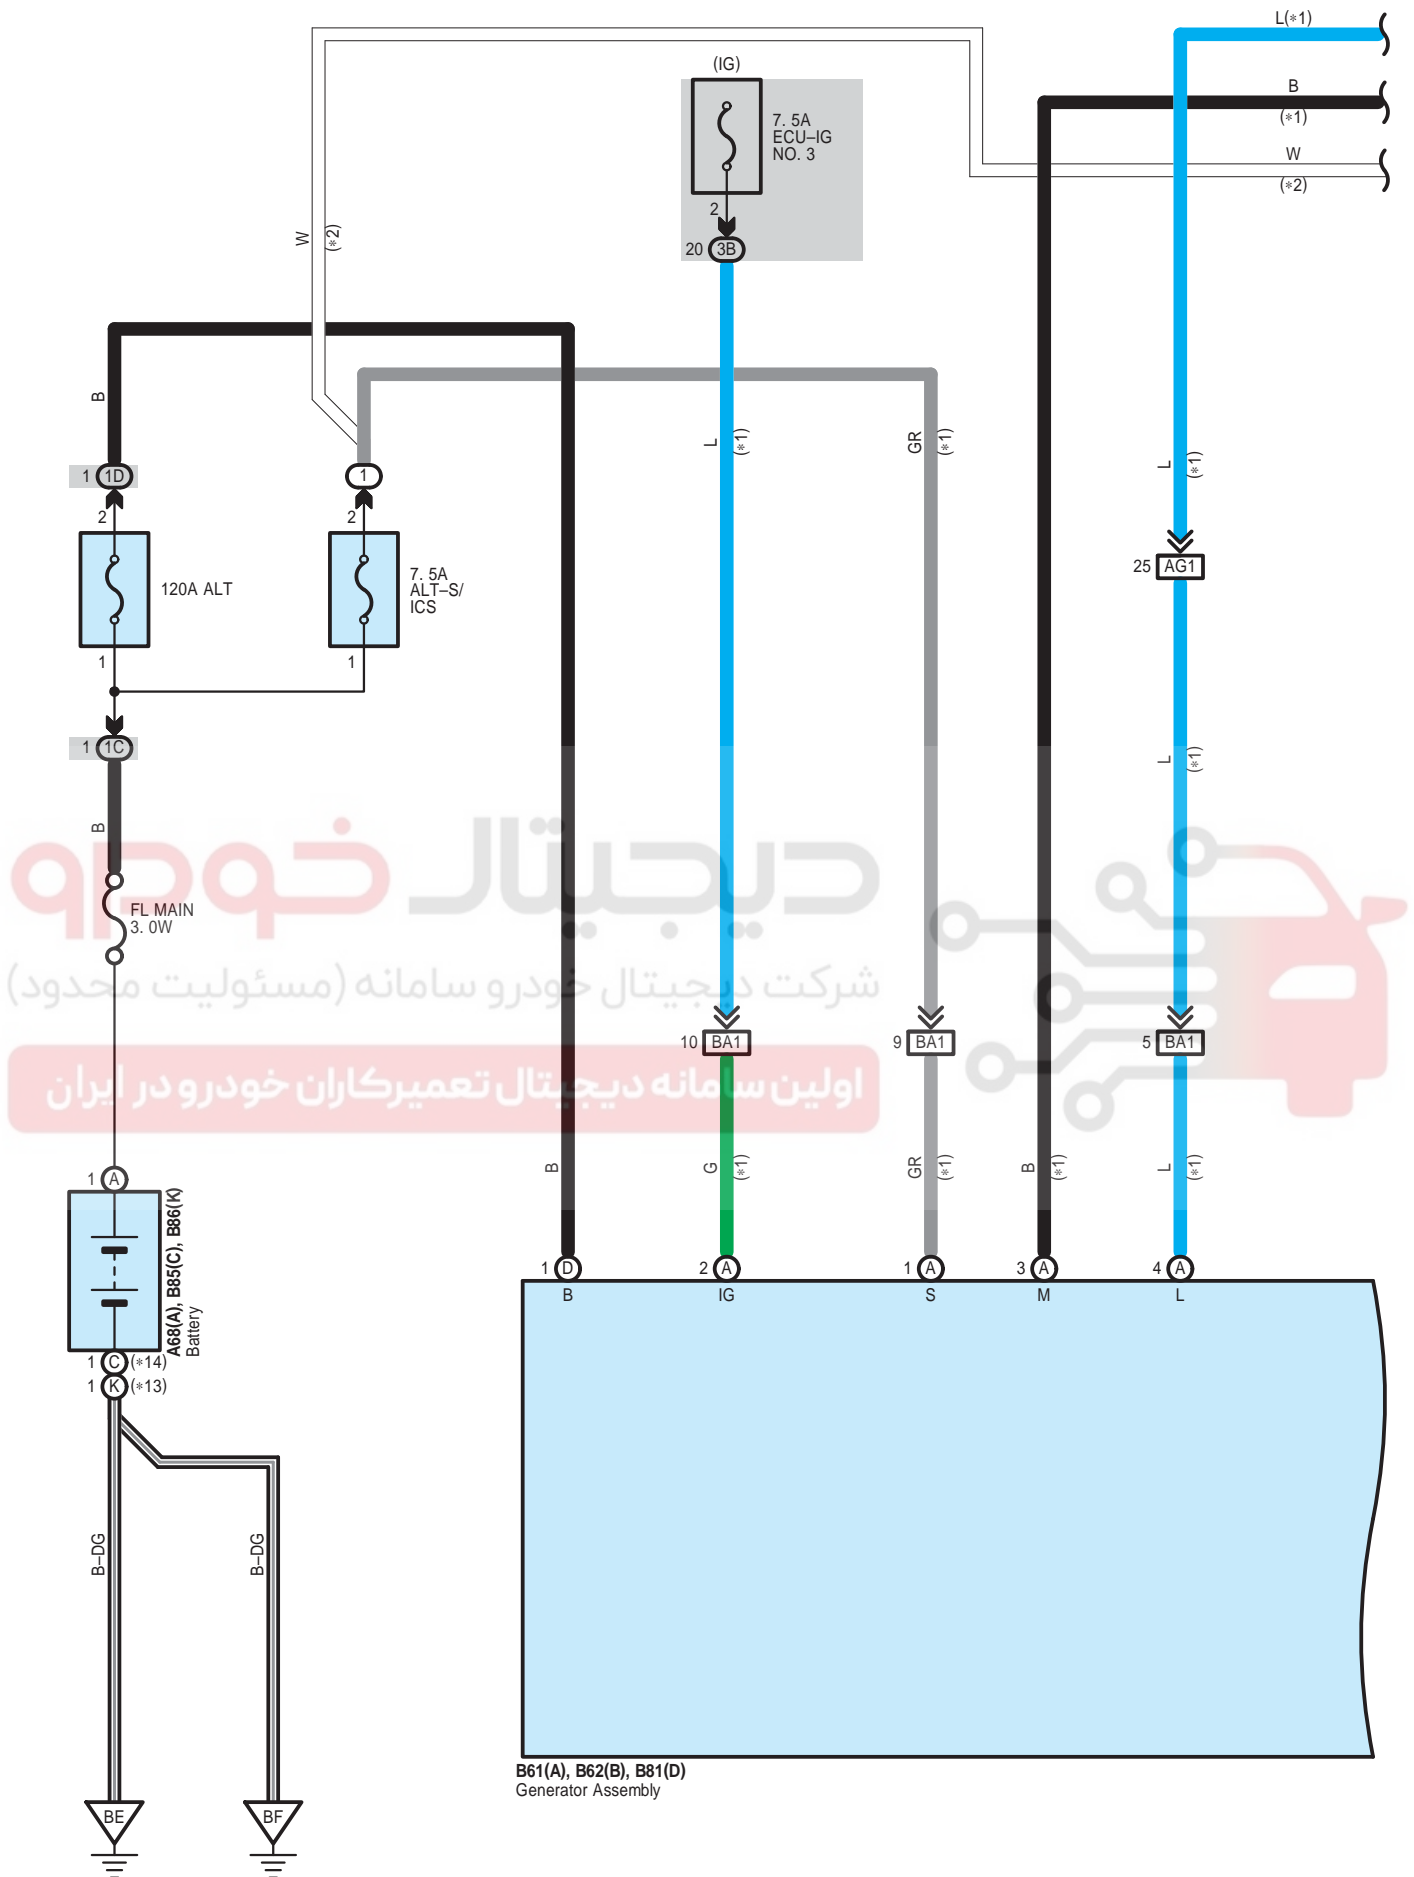 L(*1)
B
(*1)
W
(*2)
(IG)
7. 5A
ECU–IG
NO. 3
2
20 3B
W
(*2)
B
L
(*1)
GR
(*1)
L
(*1)
1 1D
1
2
2
120A ALT
7. 5A
ALT–S/
ICS
25 AG1
1
1
1 1C
L
(*1)
B
دیجیتال خودرو
FL MAIN
3. 0W
شرکت دیجیتال خودرو سامانه (مسئولیت محدود)
10 BA1
9 BA1
5 BA1
اولین سامانه دیجیتال تعمیرکاران خودرو در ایران
B
G
(*1)
GR
(*1)
B
(*1)
L
(*1)
1 A
A68(A), B85(C), B86(K)
Battery
1 D
2 A
1 A
3 A
4 A
B
IG
S
M
L
1 C (*14)
1 K (*13)
B–DG
B–DG
B61(A), B62(B), B81(D)
Generator Assembly
BE
BF